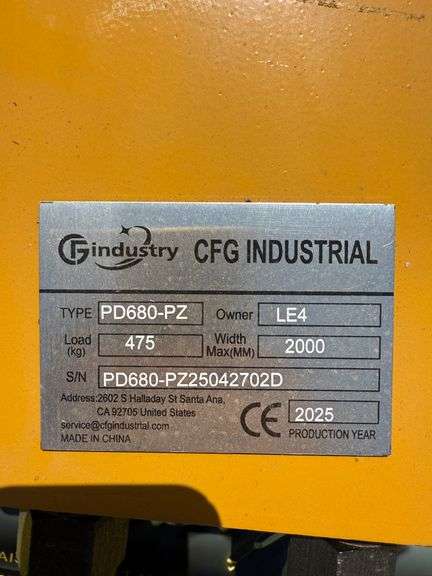 CFindustry CFG INDUSTRIAL
TYPE PD680-PZ Owner LE4
Load (kg) 475 Width Max(MM) 2000
S/N PD680-PZ25042702D
Address:2602 S Halladay St Santa Ana,
CA 92705 United States
service@cfgindustrial.com
MADE IN CHINA
CE 2025
PRODUCTION YEAR